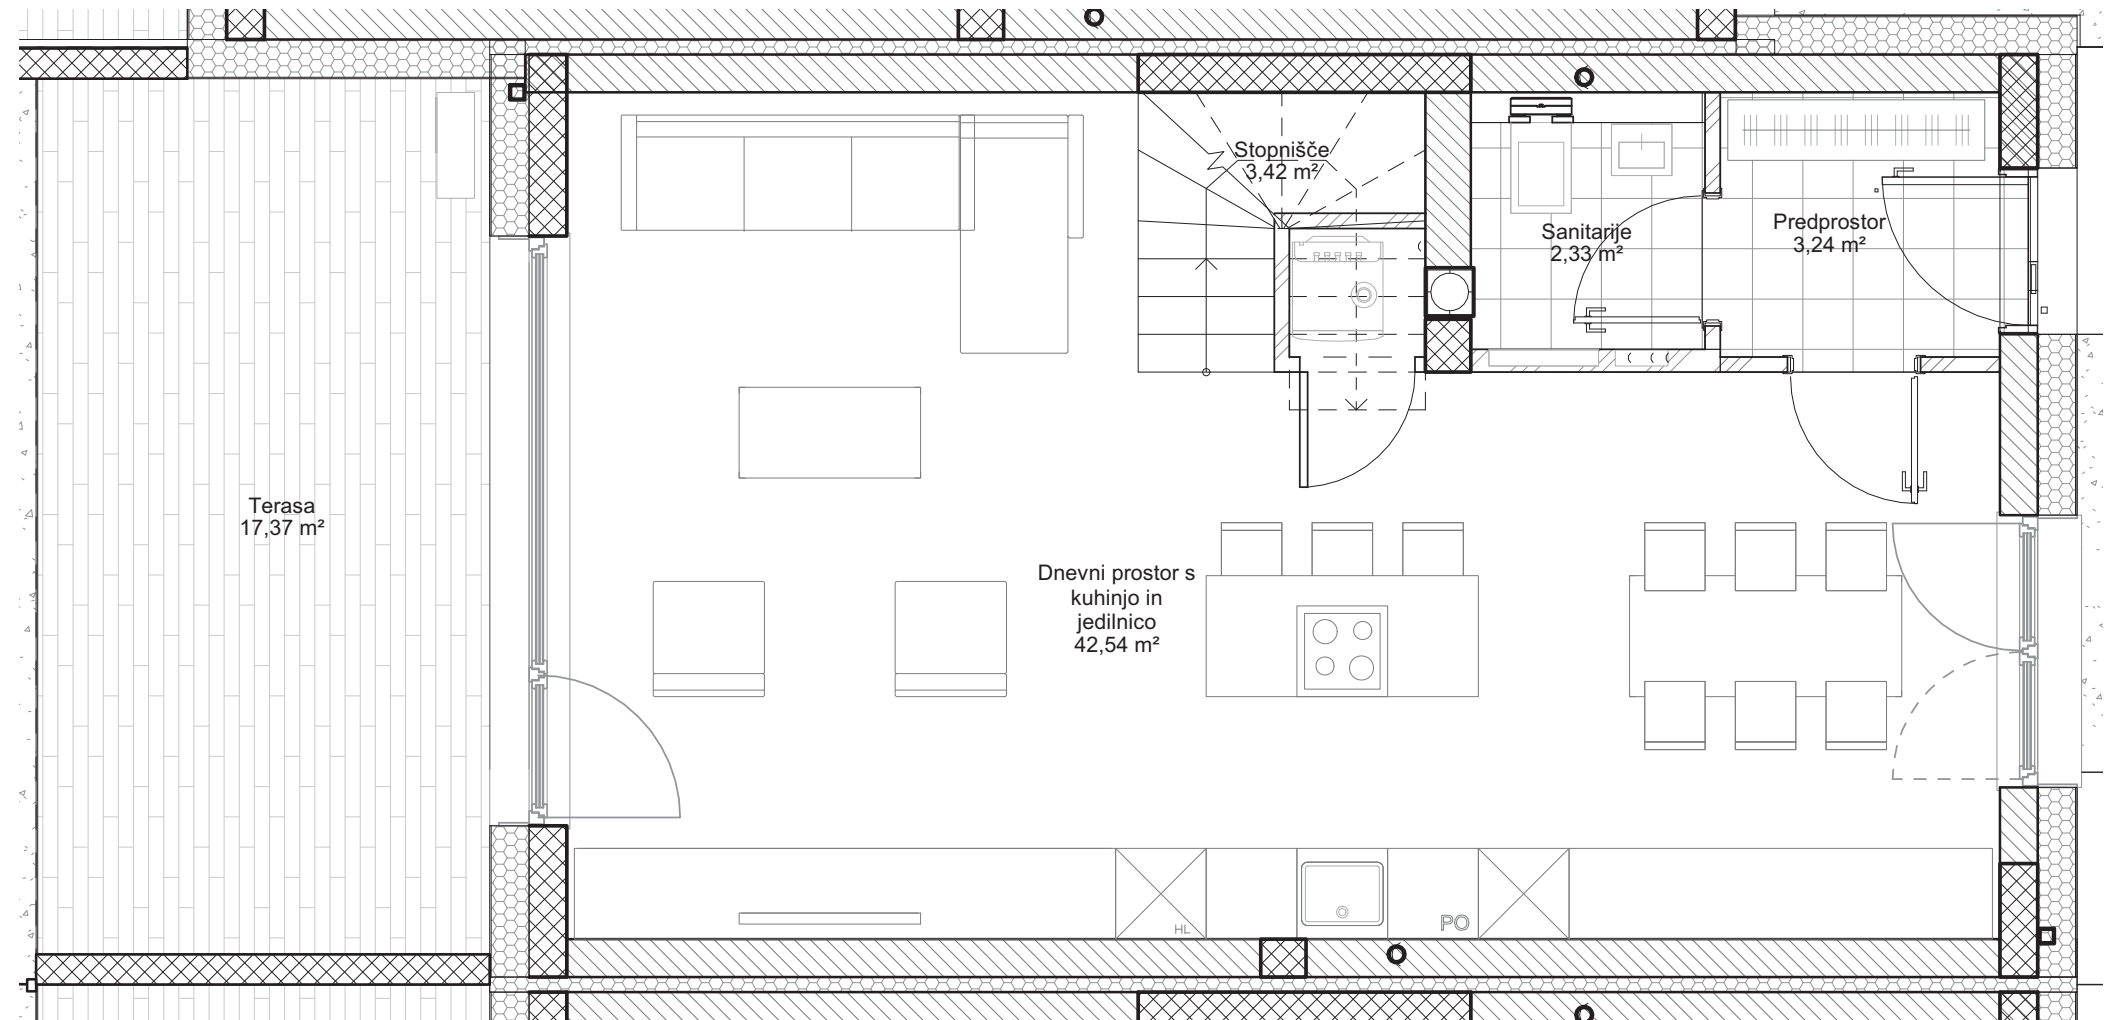 Stopnišče
3,42 m²
Sanitarije
2,33 m²
Predprostor
3,24 m²
Terasa
17,37 m²
Dnevni prostor s
kuhinjo in
jedilnico
42,54 m²
HL
PO